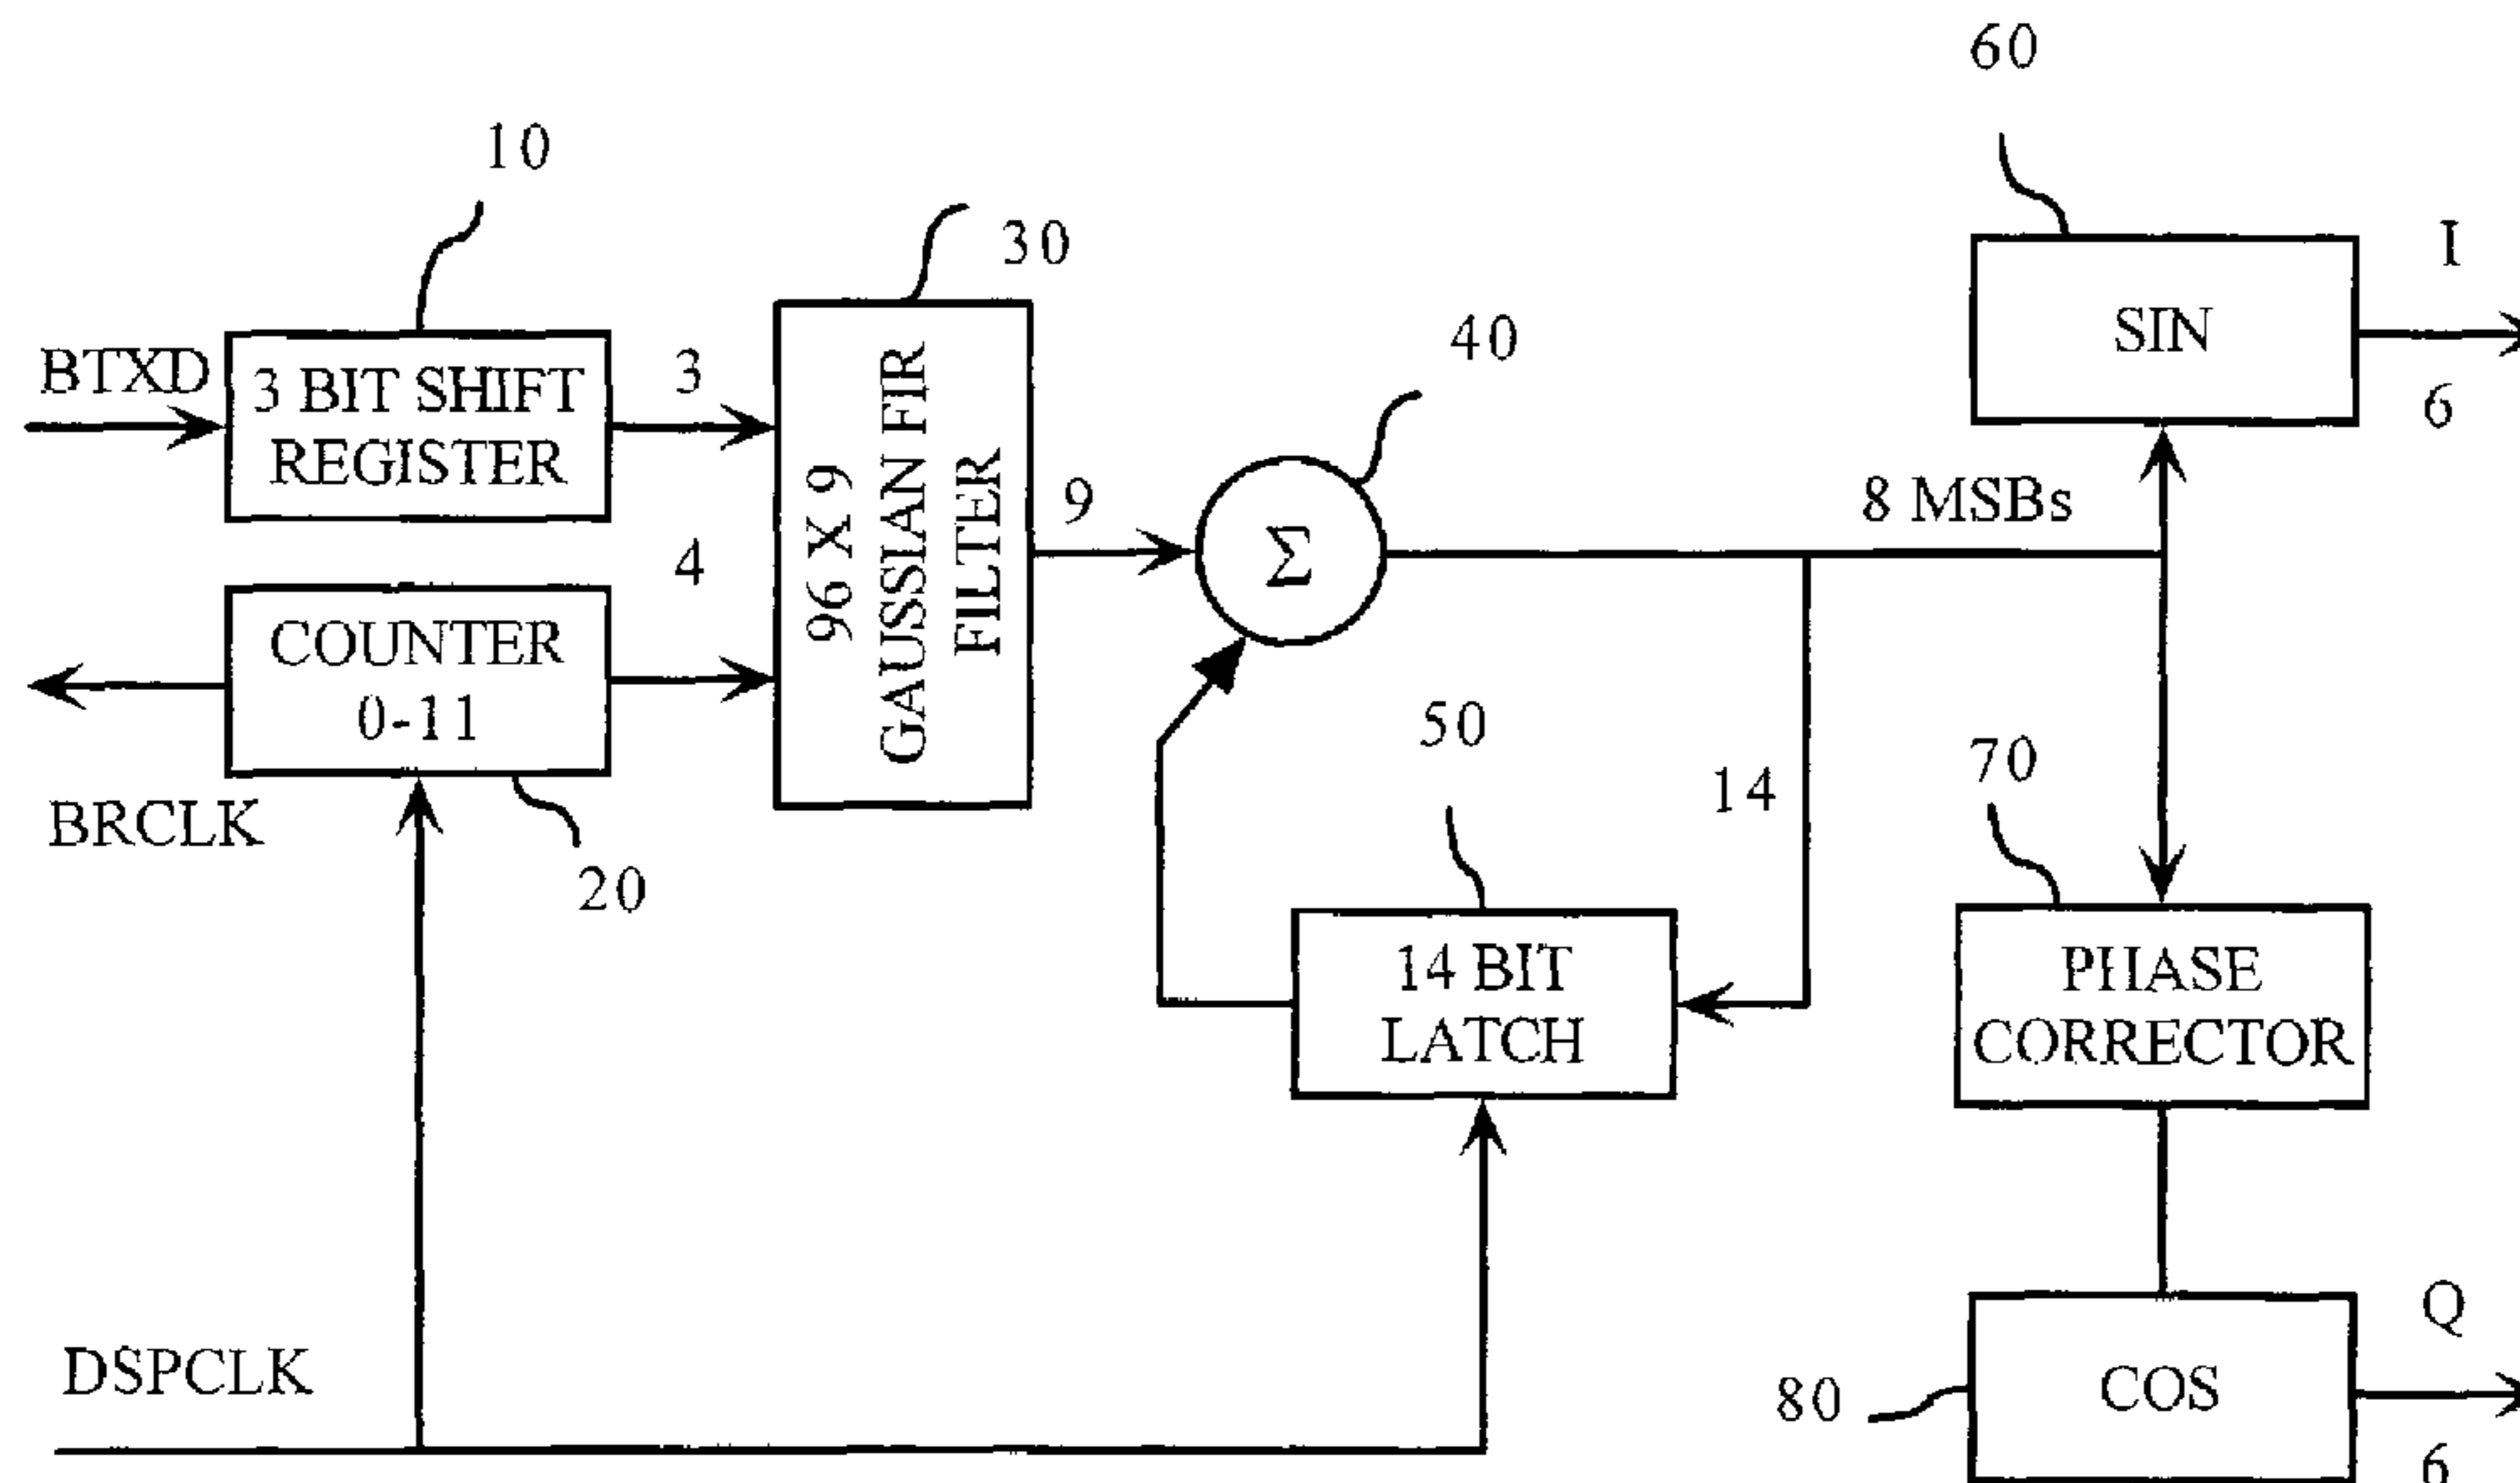 60
10
30
I
BTXD
3 BIT SHIFT
REGISTER
3
40
SIN
6
96 X 9
GAUSSIAN FIR
FILTER
9
Σ
8 MSBs
4
COUNTER
0-11
50
14
70
BRCLK
20
14 BIT
LATCH
PHASE
CORRECTOR
Q
DSPCLK
80
COS
6